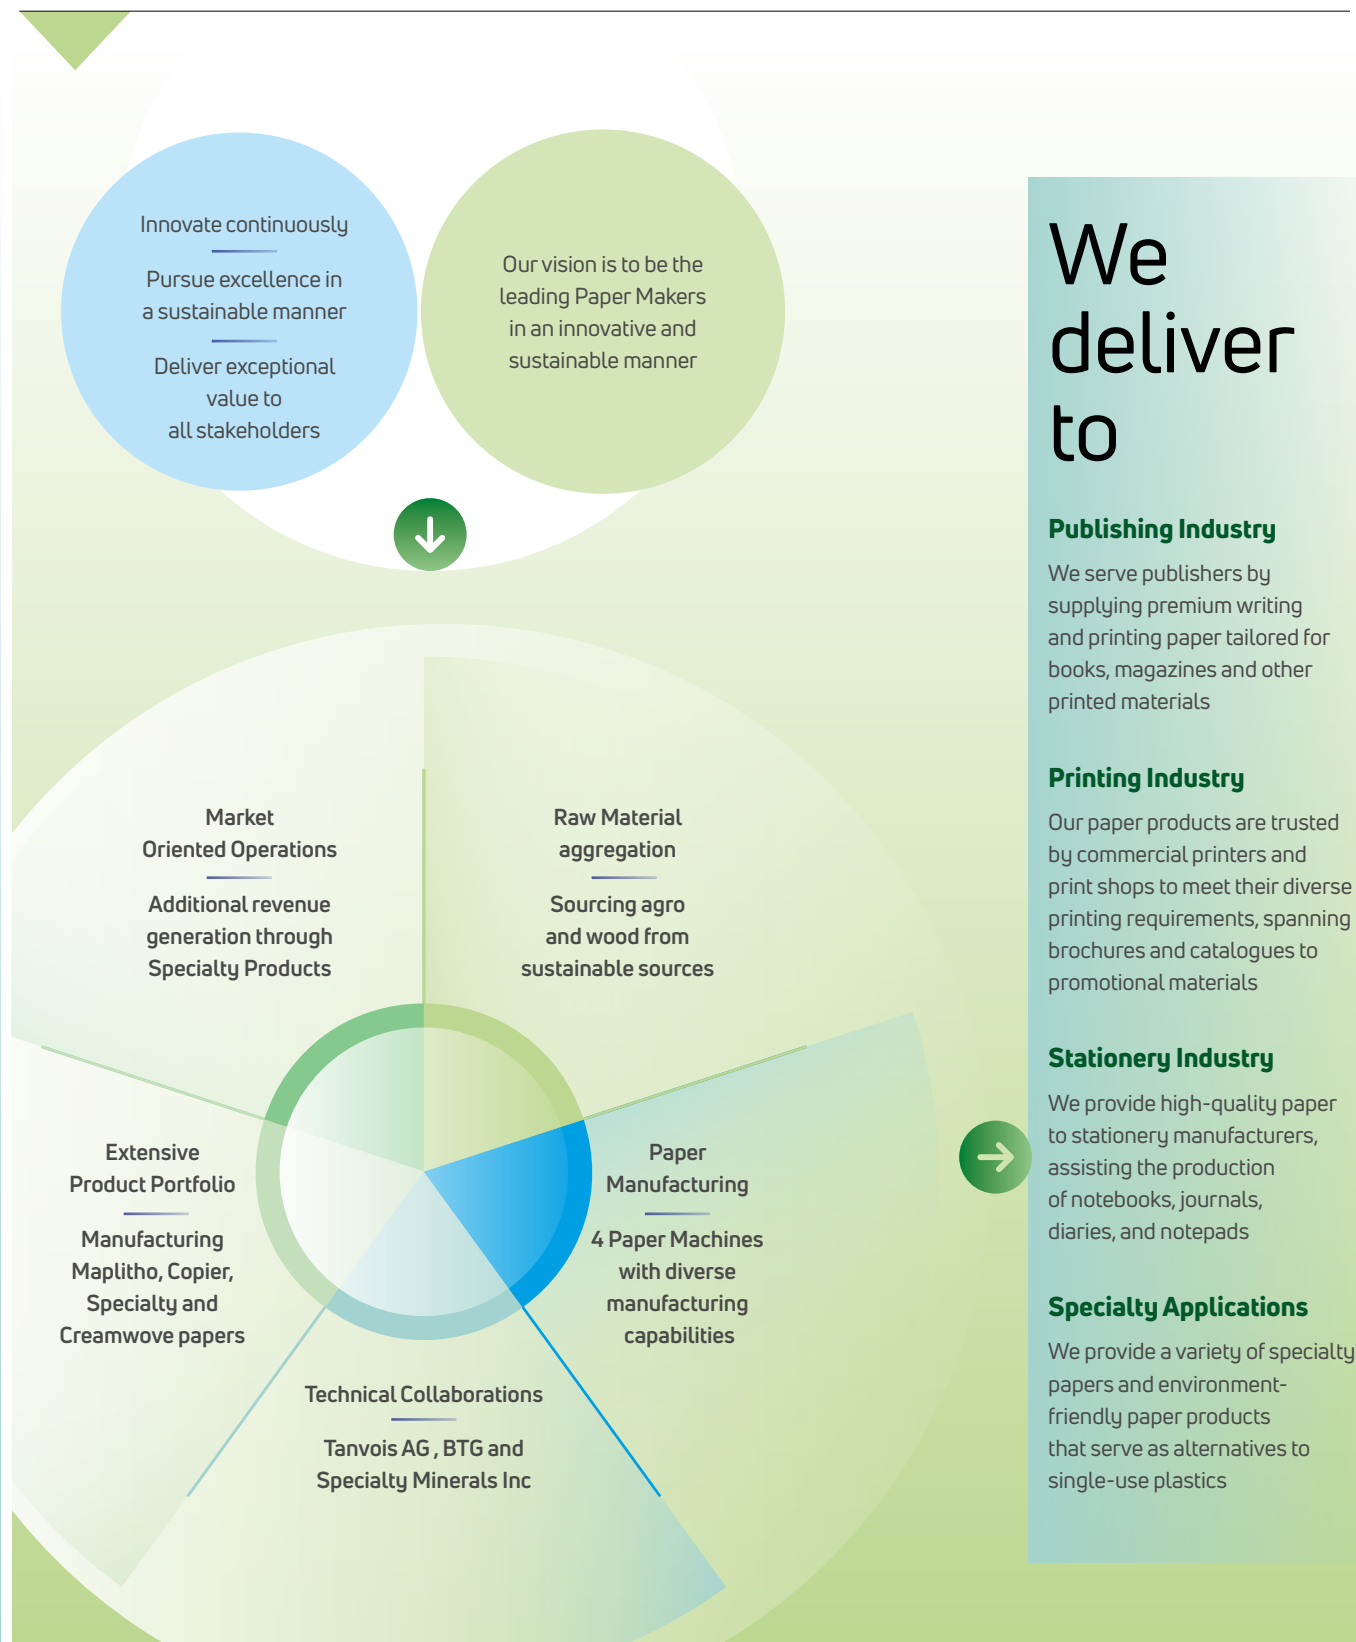 Innovate continuously
Pursue excellence in
a sustainable manner
Deliver exceptional
value to
all stakeholders
Our vision is to be the
leading Paper Makers
in an innovative and
sustainable manner
Market
Oriented Operations
Additional revenue
generation through
Specialty Products
Raw Material
aggregation
Sourcing agro
and wood from
sustainable sources
Extensive
Product Portfolio
Manufacturing
Maplitho, Copier,
Specialty and
Creamwove papers
Paper
Manufacturing
4 Paper Machines
with diverse
manufacturing
capabilities
Technical Collaborations
Tanvois AG , BTG and
Specialty Minerals Inc
We
deliver
to
Publishing Industry
We serve publishers by
supplying premium writing
and printing paper tailored for
books, magazines and other
printed materials
Printing Industry
Our paper products are trusted
by commercial printers and
print shops to meet their diverse
printing requirements, spanning
brochures and catalogues to
promotional materials
Stationery Industry
We provide high-quality paper
to stationery manufacturers,
assisting the production
of notebooks, journals,
diaries, and notepads
Specialty Applications
We provide a variety of specialty
papers and environment-
friendly paper products
that serve as alternatives to
single-use plastics